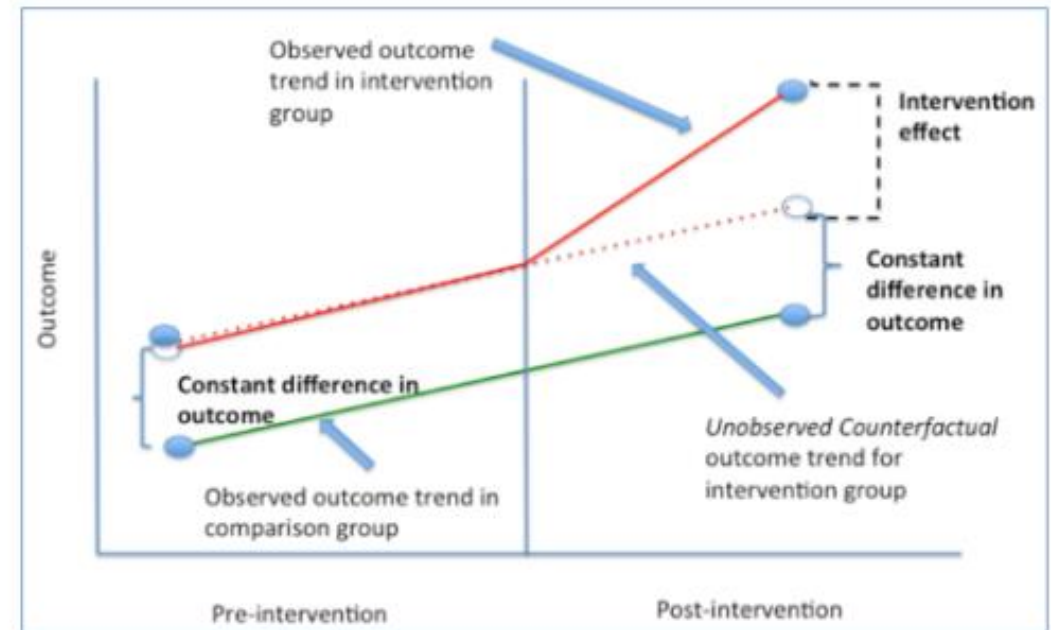 Observed outcome
trend in intervention
group
Intervention
effect
Outcome
Constant
difference in
outcome
Constant difference in
outcome
Unobserved Counterfactual
outcome trend for
intervention group
Observed outcome trend in
comparison group
Pre-intervention
Post-intervention